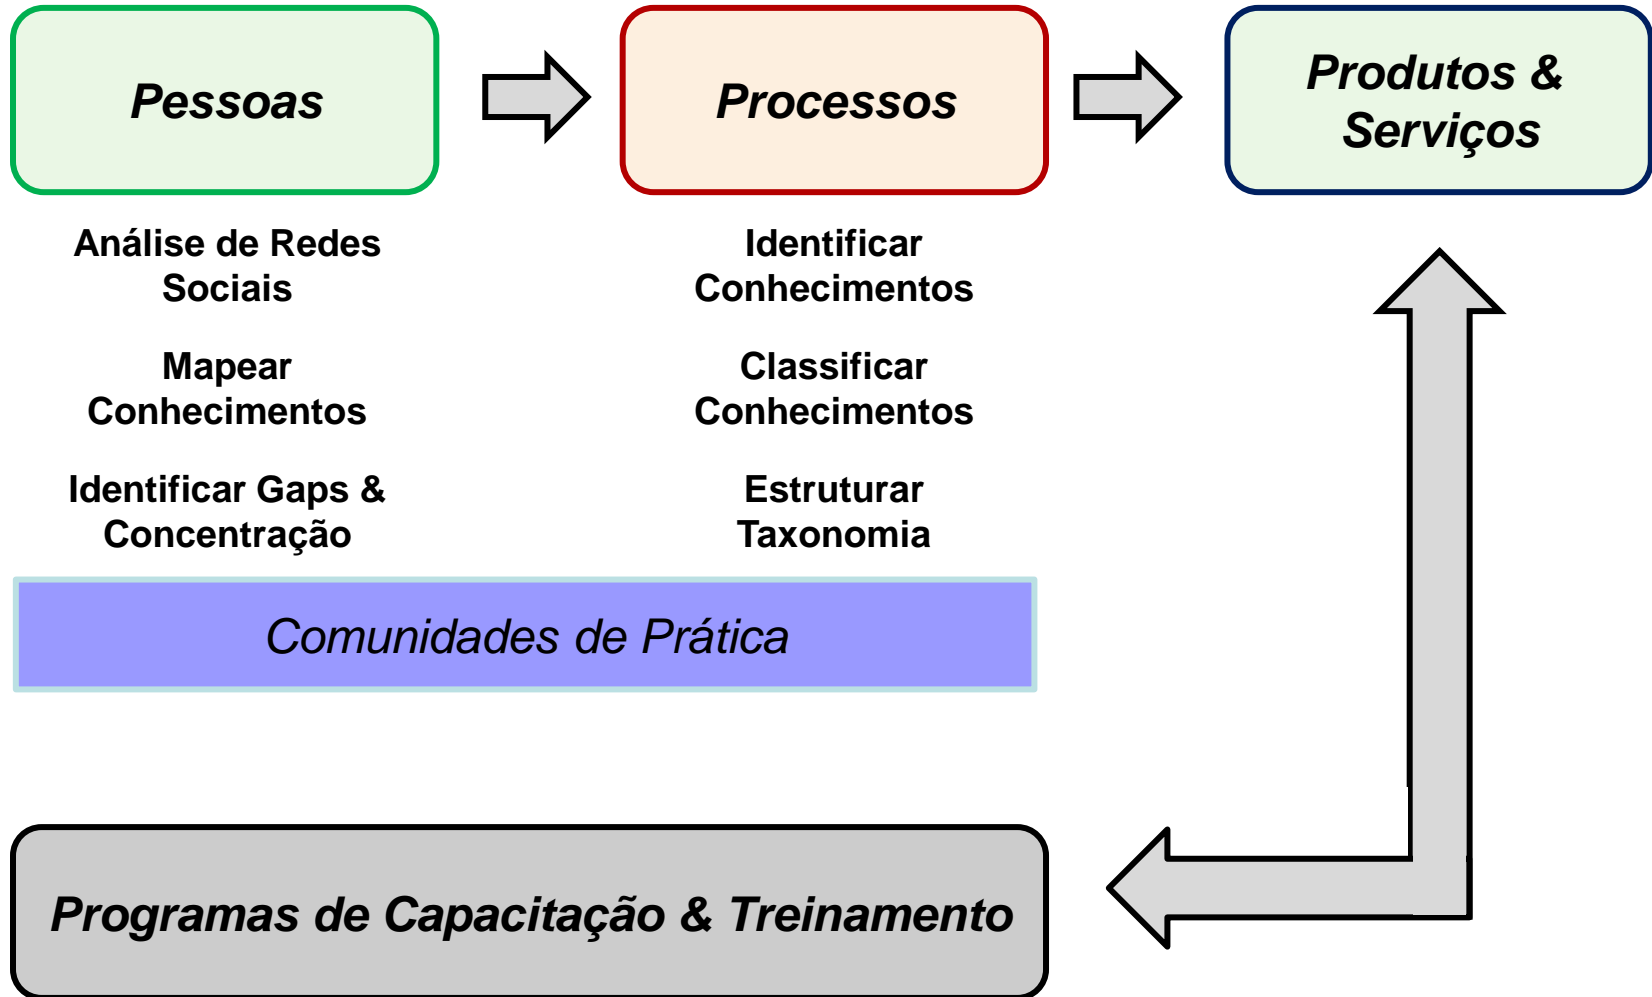 Pessoas
Processos
Produtos &
Serviços
Análise de Redes
Sociais
Mapear
Conhecimentos
Identificar Gaps &
Concentração
Identificar
Conhecimentos
Classificar
Conhecimentos
Estruturar
Taxonomia
Comunidades de Prática
Programas de Capacitação & Treinamento